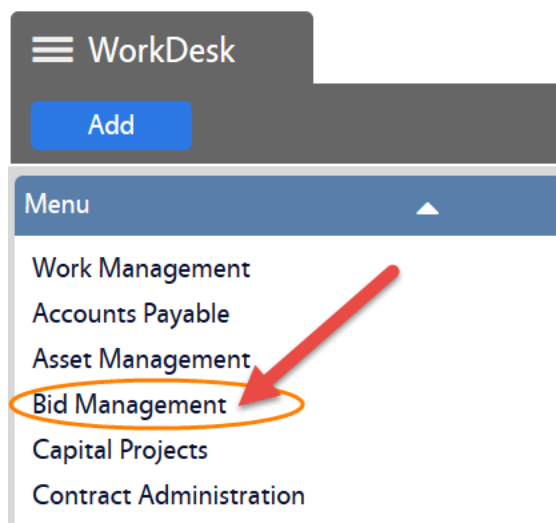 WorkDesk
Add
Menu
Work Management
Accounts Payable
Asset Management
Bid Management
Capital Projects
Contract Administration